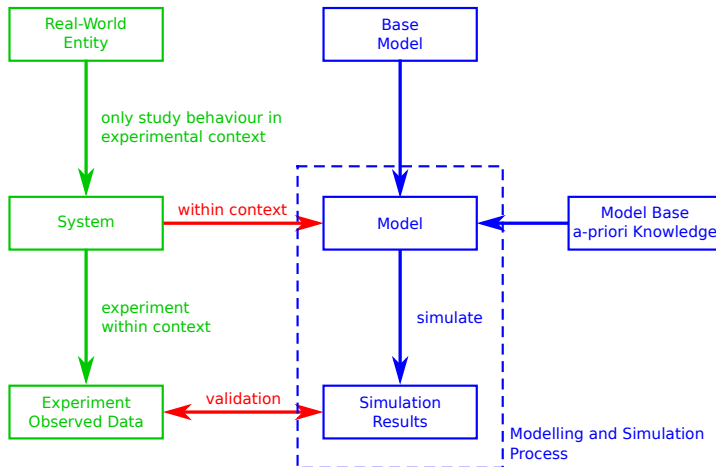 Real-World
Entity
Base
Model
only study behaviour in
experimental context
System
within context
Model
Model Base
a-priori Knowledge
experiment
within context
simulate
Experiment
Observed Data
validation
Simulation
Results
Modelling and Simulation
Process